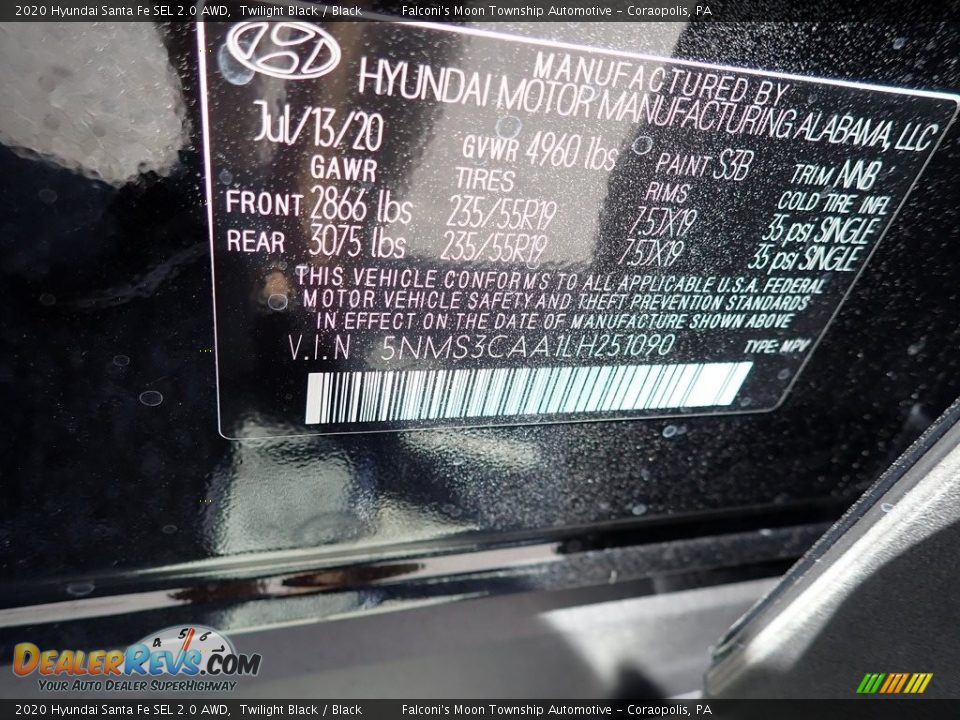 2020 Hyundai Santa Fe SEL 2.0 AWD, Twilight Black / Black Falconi's Moon Township Automotive - Coraopolis, PA
MANUFACTURED BY
HYUNDAI MOTOR MANUFACTURING ALABAMA, LLC
Jul/13/20 GVWR 4960 lbs PAINT S3B TRIM NNB
GAWR TIRES RIMS COLD TIRE INFL
FRONT 2866 lbs 235/55R19 7.5JX19 35 psi SINGLE
REAR 3075 lbs 235/55R19 7.5JX19 35 psi SINGLE
THIS VEHICLE CONFORMS TO ALL APPLICABLE U.S.A. FEDERAL
MOTOR VEHICLE SAFETY AND THEFT PREVENTION STANDARDS
IN EFFECT ON THE DATE OF MANUFACTURE SHOWN ABOVE
V.I.N 5NMS3CAA1LH251090 TYPE: MPV
4 5 6
DEALERREVS.COM
YOUR AUTO DEALER SUPERHIGHWAY
2020 Hyundai Santa Fe SEL 2.0 AWD, Twilight Black / Black Falconi's Moon Township Automotive - Coraopolis, PA